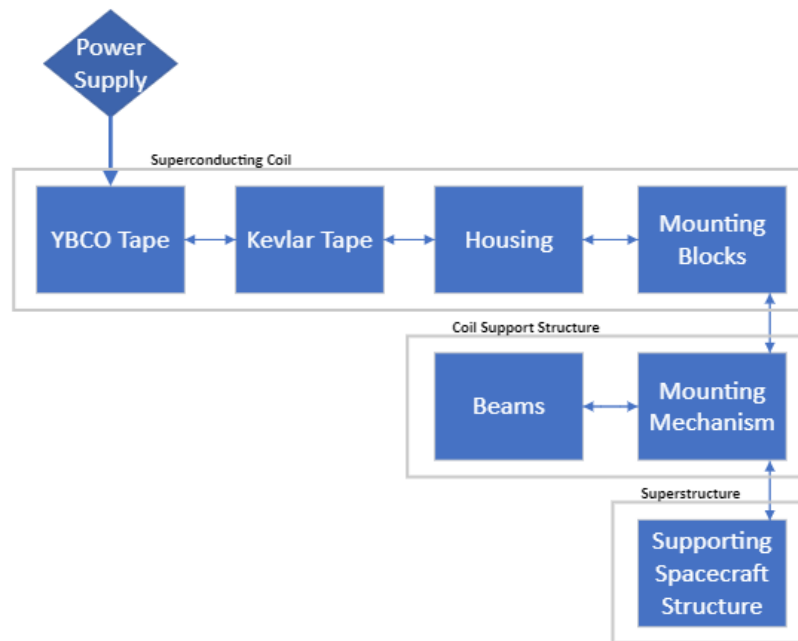 Power
Supply
Superconducting Coil
YBCO Tape
Kevlar Tape
Housing
Mounting
Blocks
Coil Support Structure
Beams
Mounting
Mechanism
Superstructure
Supporting
Spacecraft
Structure